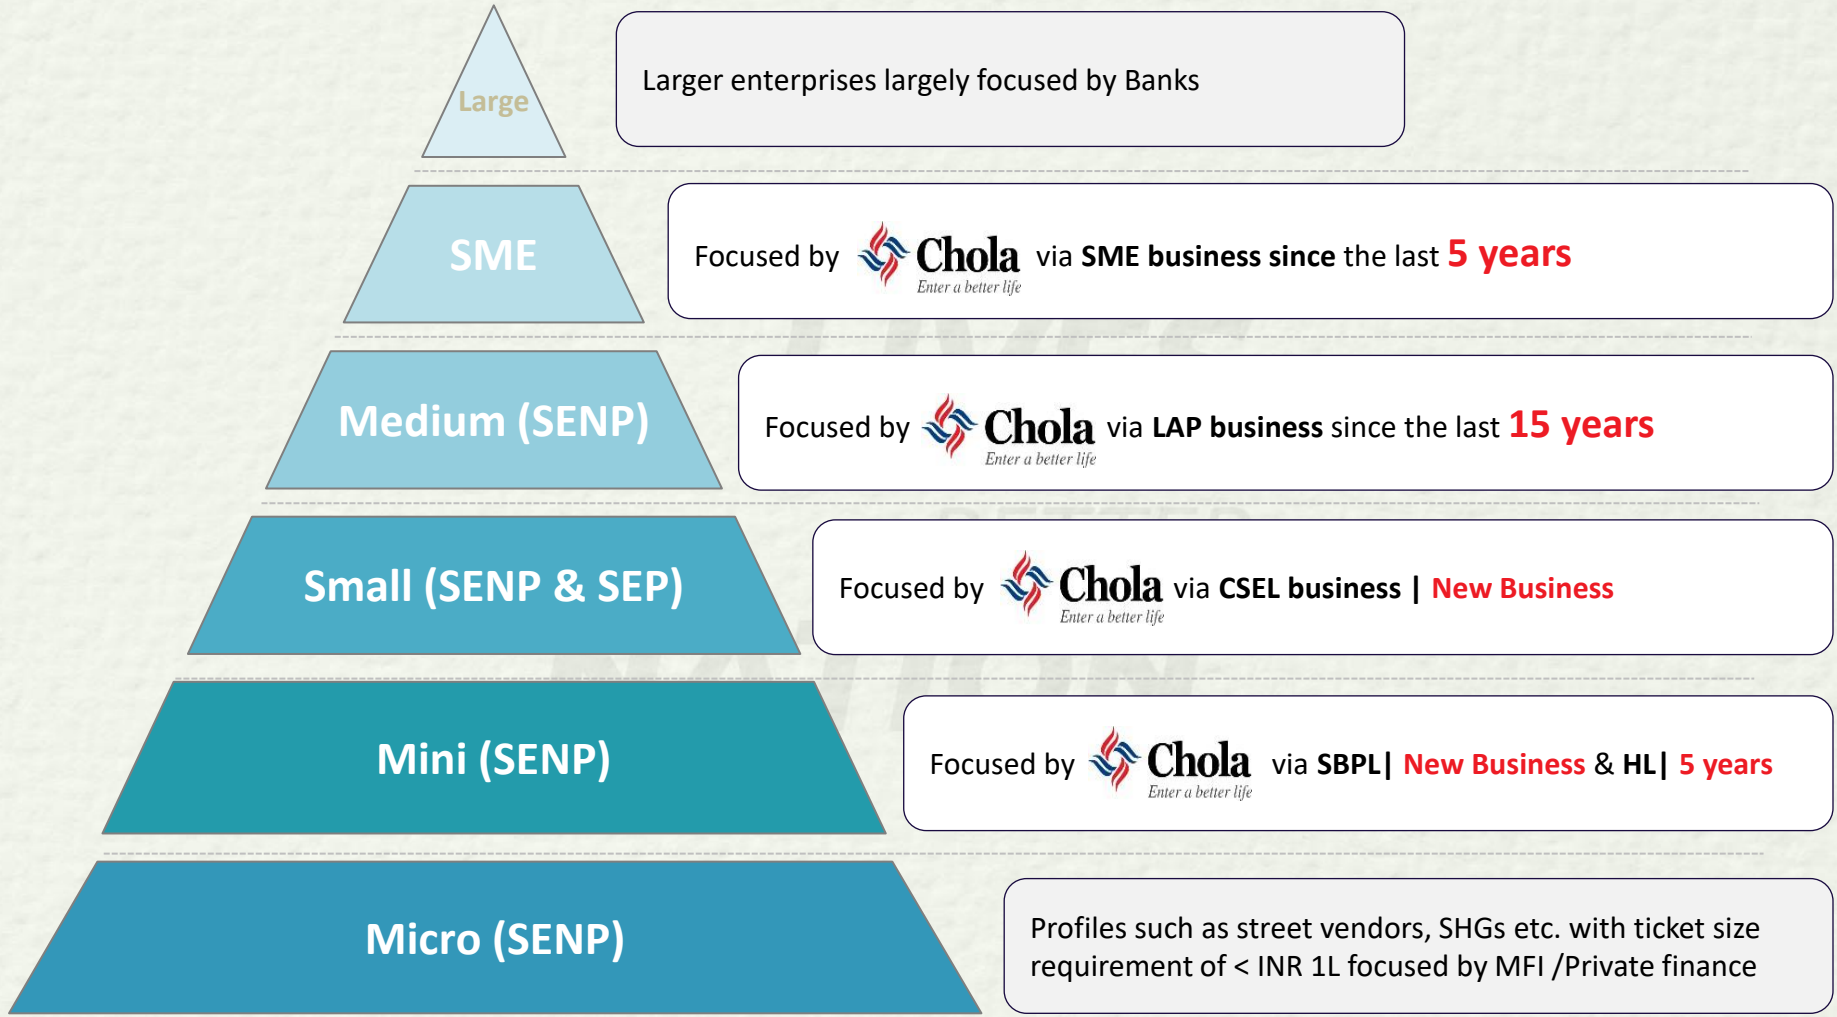 Large
Larger enterprises largely focused by Banks
SME
Focused by Chola via SME business since the last 5 years
Enter a better life
LIVES
Medium (SENP)
Focused by Chola via LAP business since the last 15 years
Enter a better life
BETTER
Small (SENP & SEP)
Focused by Chola via CSEL business | New Business
Enter a better life
NATION
Mini (SENP)
Focused by Chola via SBPL| New Business & HL| 5 years
Enter a better life
Micro (SENP)
Profiles such as street vendors, SHGs etc. with ticket size
requirement of < INR 1L focused by MFI /Private finance